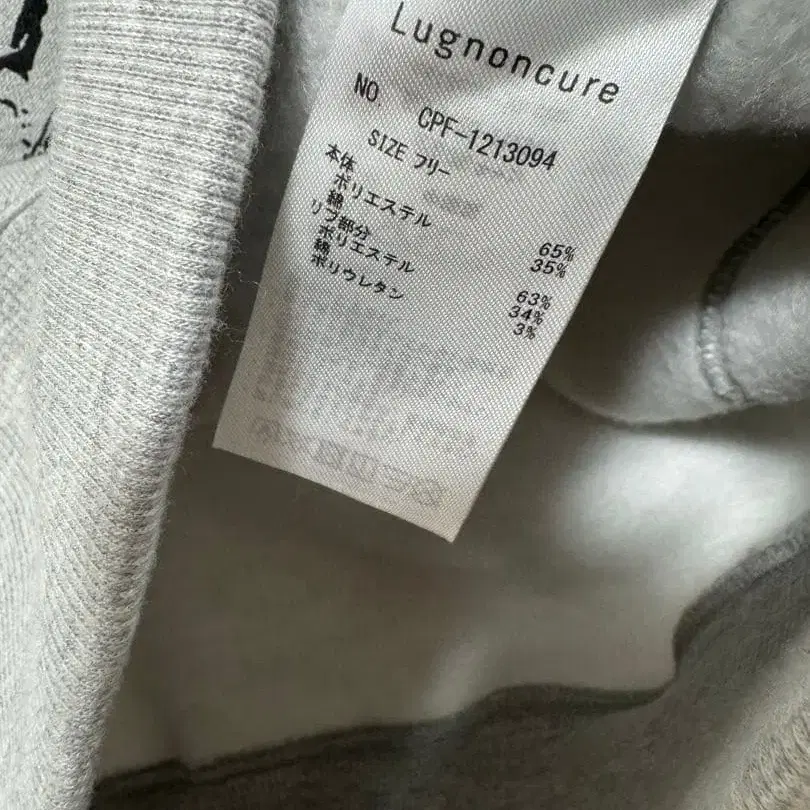 Lugnoncure
NO. CPF-1213094
SIZE フリー
本体
ポリエステル 65%
綿 35%
リブ部分
ポリエステル 63%
綿 34%
ポリウレタン 3%